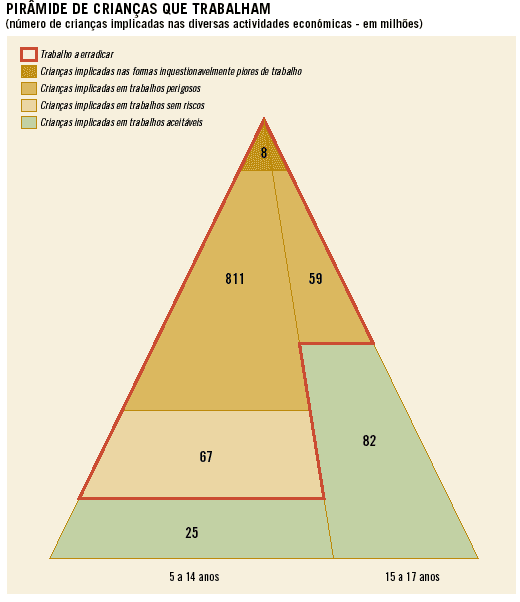 PIRÂMIDE DE CRIANÇAS QUE TRABALHAM
(número de crianças implicadas nas diversas actividades económicas - em milhões)
Trabalho a erradicar
Crianças implicadas nas formas inquestionavelmente piores de trabalho
Crianças implicadas em trabalhos perigosos
Crianças implicadas em trabalhos sem riscos
Crianças implicadas em trabalhos aceitáveis
8
811
59
82
67
25
5 a 14 anos
15 a 17 anos